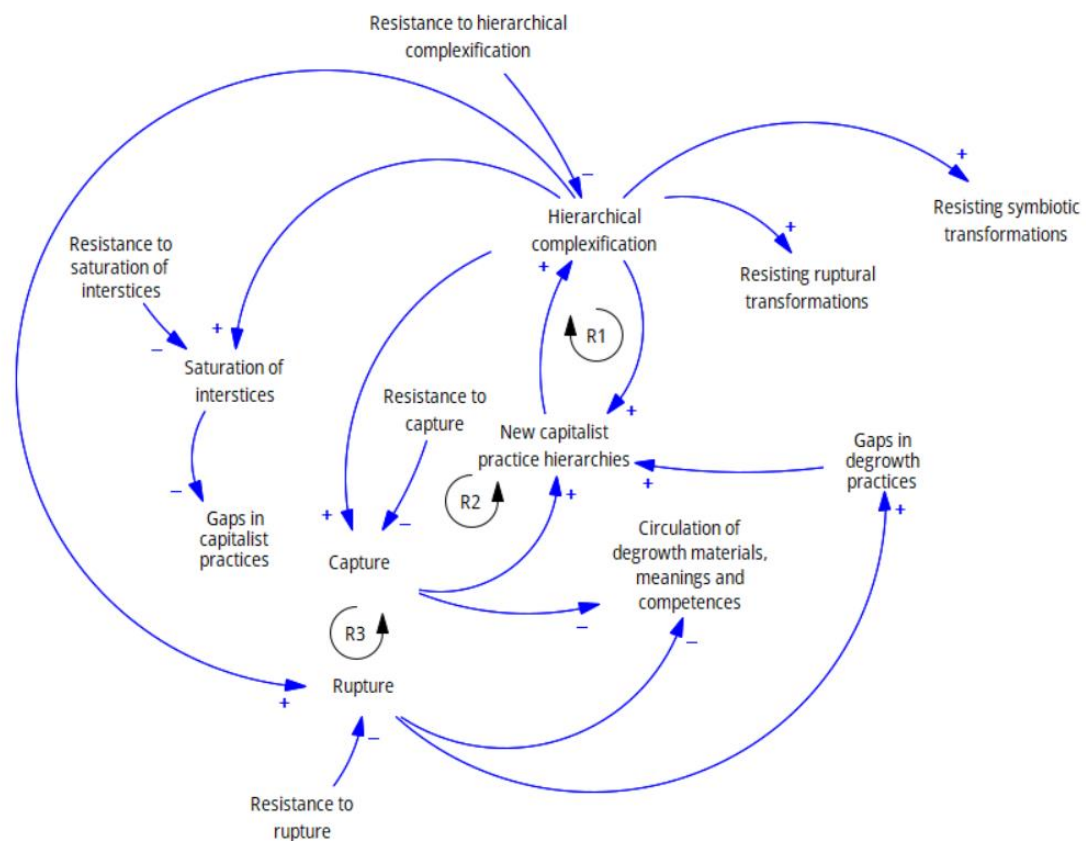 Resistance to hierarchical
complexification
–
+
Hierarchical
complexification
Resisting symbiotic
transformations
+
Resisting ruptural
transformations
Resistance to
saturation of
interstices
–
+
Saturation of
interstices
+
R1
+
Resistance to
capture
New capitalist
practice hierarchies
+
Gaps in
degrowth
practices
+
–
Gaps in
capitalist
practices
R2
+
+
–
Capture
Circulation of
degrowth materials,
meanings and
competences
–
–
R3
Rupture
+
–
Resistance to
rupture